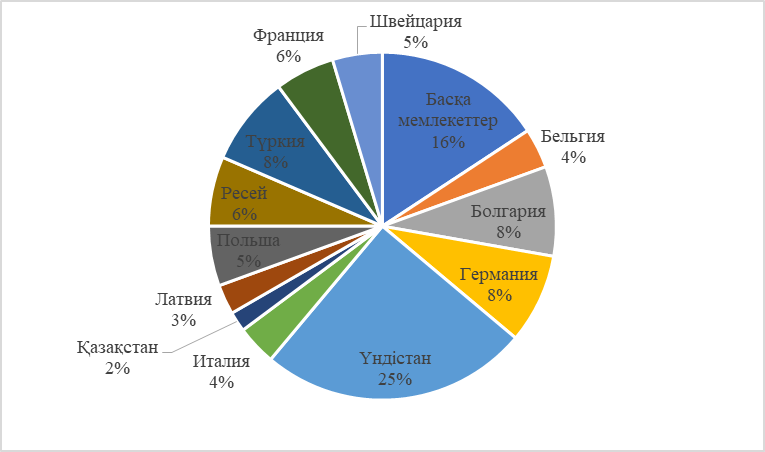 Швейцария
5%
Басқа
мемлекеттер
16%
Бельгия
4%
Болгария
8%
Германия
8%
Үндістан
25%
Италия
4%
Қазақстан
2%
Латвия
3%
Польша
5%
Ресей
6%
Түркия
8%
Франция
6%